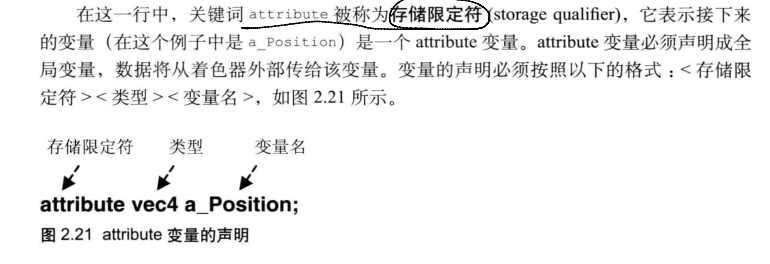 在这一行中，关键词 attribute 被称为存储限定符 (storage qualifier)，它表示接下来
的变量（在这个例子中是 a_Position）是一个 attribute 变量。attribute 变量必须声明成全
局变量，数据将从着色器外部传给该变量。变量的声明必须按照以下的格式：< 存储限
定符 > < 类型 > < 变量名 >，如图 2.21 所示。
存储限定符 类型 变量名
attribute vec4 a_Position;
图 2.21 attribute 变量的声明